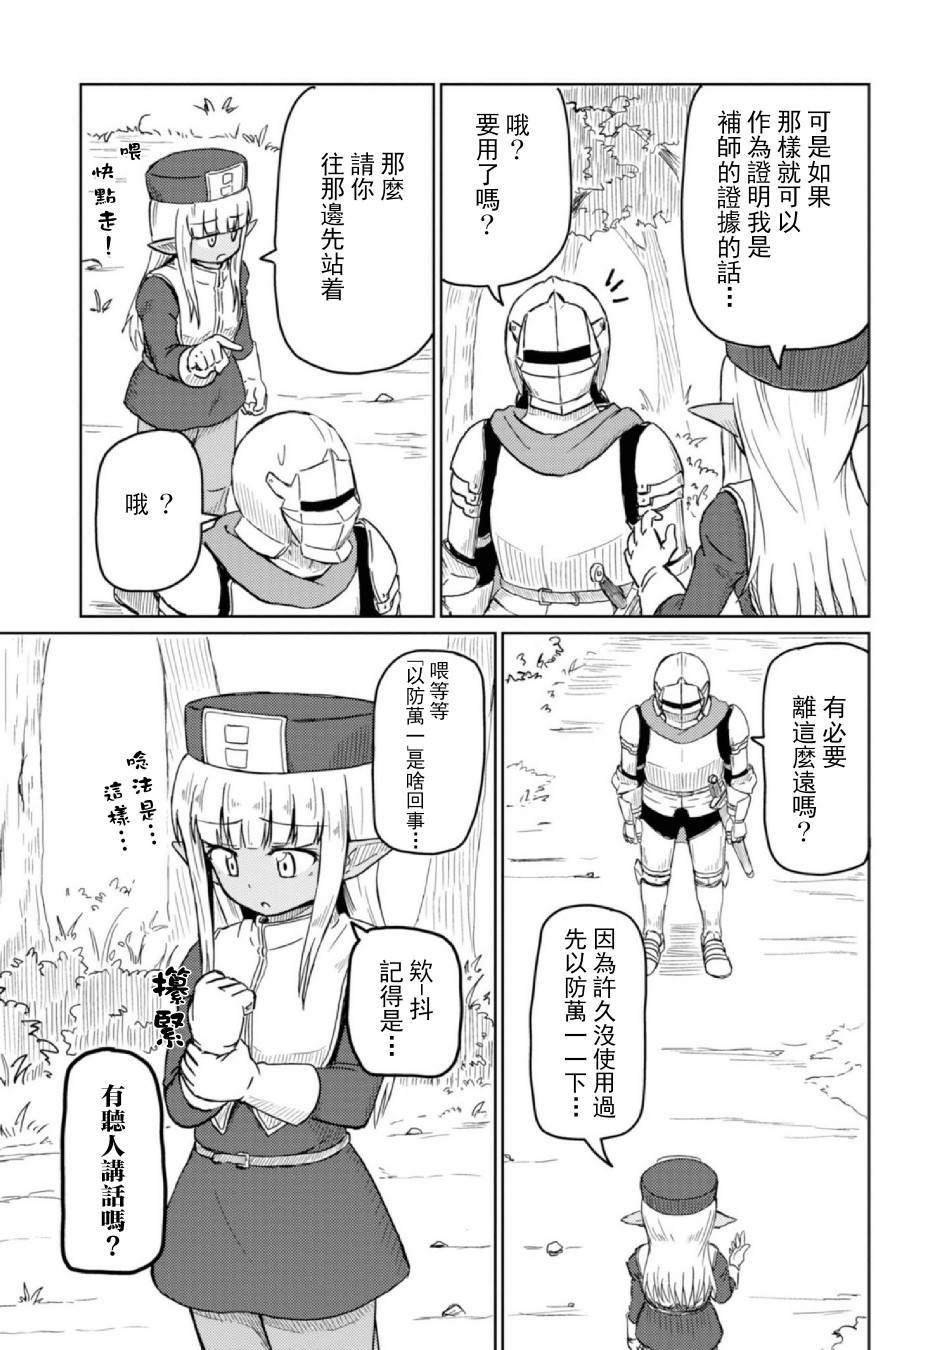 可是如果
那樣就可以
作為證明我是
補師的證據的話…
哦？
要用了嗎？
那麼
請你
往那邊先站着
喂
快點走！
哦？
有必要
離這麼遠嗎？
因為許久沒使用過
先以防萬一一下…
喂等等
「以防萬一」是啥回事…
唸法是…
這樣…
欸–抖
記得是…
攥緊
有聽人講話嗎？